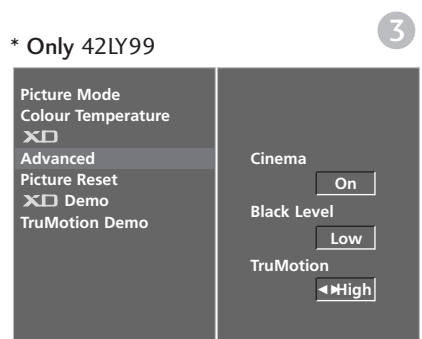 * Only 42LY99
3
Picture Mode
Colour Temperature
XD
Advanced
Picture Reset
XD Demo
TruMotion Demo
Cinema
On
Black Level
Low
TruMotion
◄►High